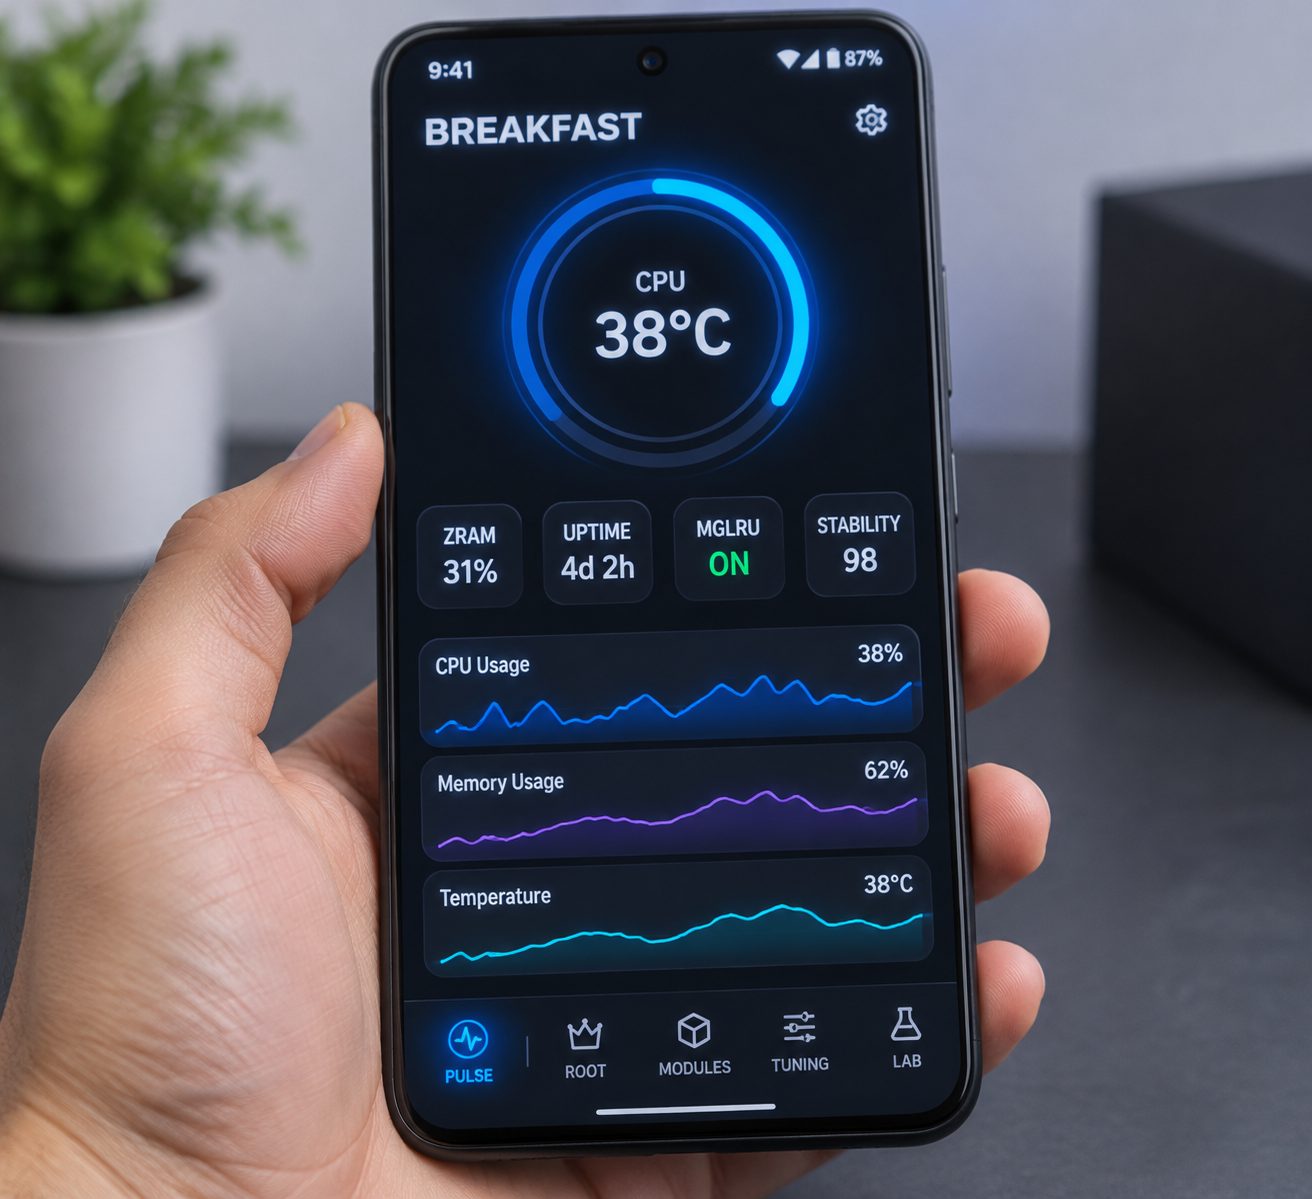 9:41
87%
BREAKFAST
CPU
38°C
ZRAM
31%
UPTIME
4d 2h
MGLRU
ON
STABILITY
98
CPU Usage
38%
Memory Usage
62%
Temperature
38°C
PULSE
ROOT
MODULES
TUNING
LAB